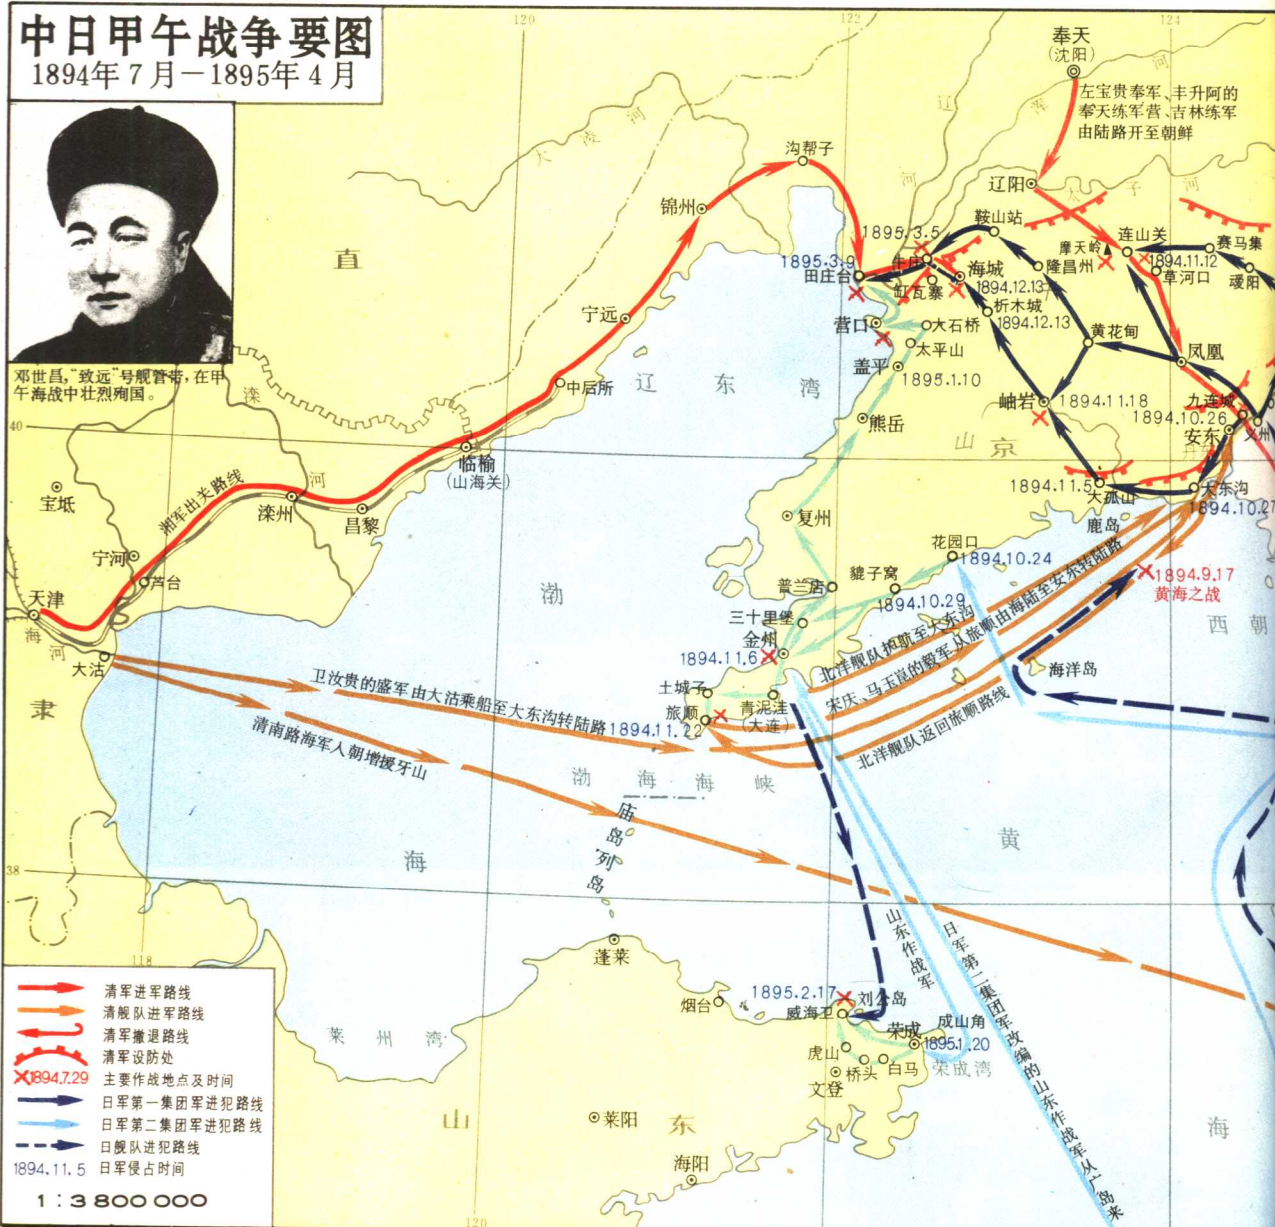 中日甲午战争要图
1894年7月－1895年4月
邓世昌，“致远”号舰管带，在甲
午海战中壮烈殉国。
120
122
124
奉天
(沈阳)
左宝贵奉军、丰升阿的
奉天练军营、吉林练军
由陆路开至朝鲜
辽
河
浑
河
大凌河
太子河
沟帮子
辽阳
锦州
鞍山站
1895.3.5
牛庄
摩天岭
连山关
赛马集
1894.11.12
草河口
叆阳
直
1895.3.9
田庄台
缸瓦寨
海城
1894.12.13
隆昌州
析木城
1894.12.13
宁远
营口
大石桥
太平山
黄花甸
凤凰
盖平
1895.1.10
中后所
辽东湾
滦
河
岫岩
1894.11.18
九连城
1894.10.26
义州
安东
丹东
熊岳
40
临榆
(山海关)
山京
1894.11.5
大孤山
大东沟
1894.10.27
宝坻
湘军出关路线
滦州
昌黎
复州
鹿岛
宁河
芦台
花园口
1894.10.24
天津
海
河
渤
普兰店
貔子窝
1894.10.29
1894.9.17
黄海之战
三十里堡
金州
1894.11.6
西朝
大沽
海洋岛
隶
土城子
旅顺
1894.11.22
青泥洼
(大连)
北洋舰队护航至大东沟
宋庆、马玉崑的毅军从旅顺由海陆至安东转陆路
北洋舰队返回旅顺路线
卫汝贵的盛军由大沽乘船至大东沟转陆路
清南路海军入朝增援牙山
渤海海峡
庙岛列岛
海
黄
38
118
山东作战军
日军第二集团军改编的山东作战军从广岛来
蓬莱
烟台
1895.2.17
刘公岛
威海卫
成山角
荣成
1895.1.20
荣成湾
虎山
桥头
白马
文登
莱州湾
山东
莱阳
海阳
海
120
清军进军路线
清舰队进军路线
清军撤退路线
清军设防处
1894.7.29 主要作战地点及时间
日军第一集团军进犯路线
日军第二集团军进犯路线
日舰队进犯路线
1894.11.5 日军侵占时间
1：3 800 000